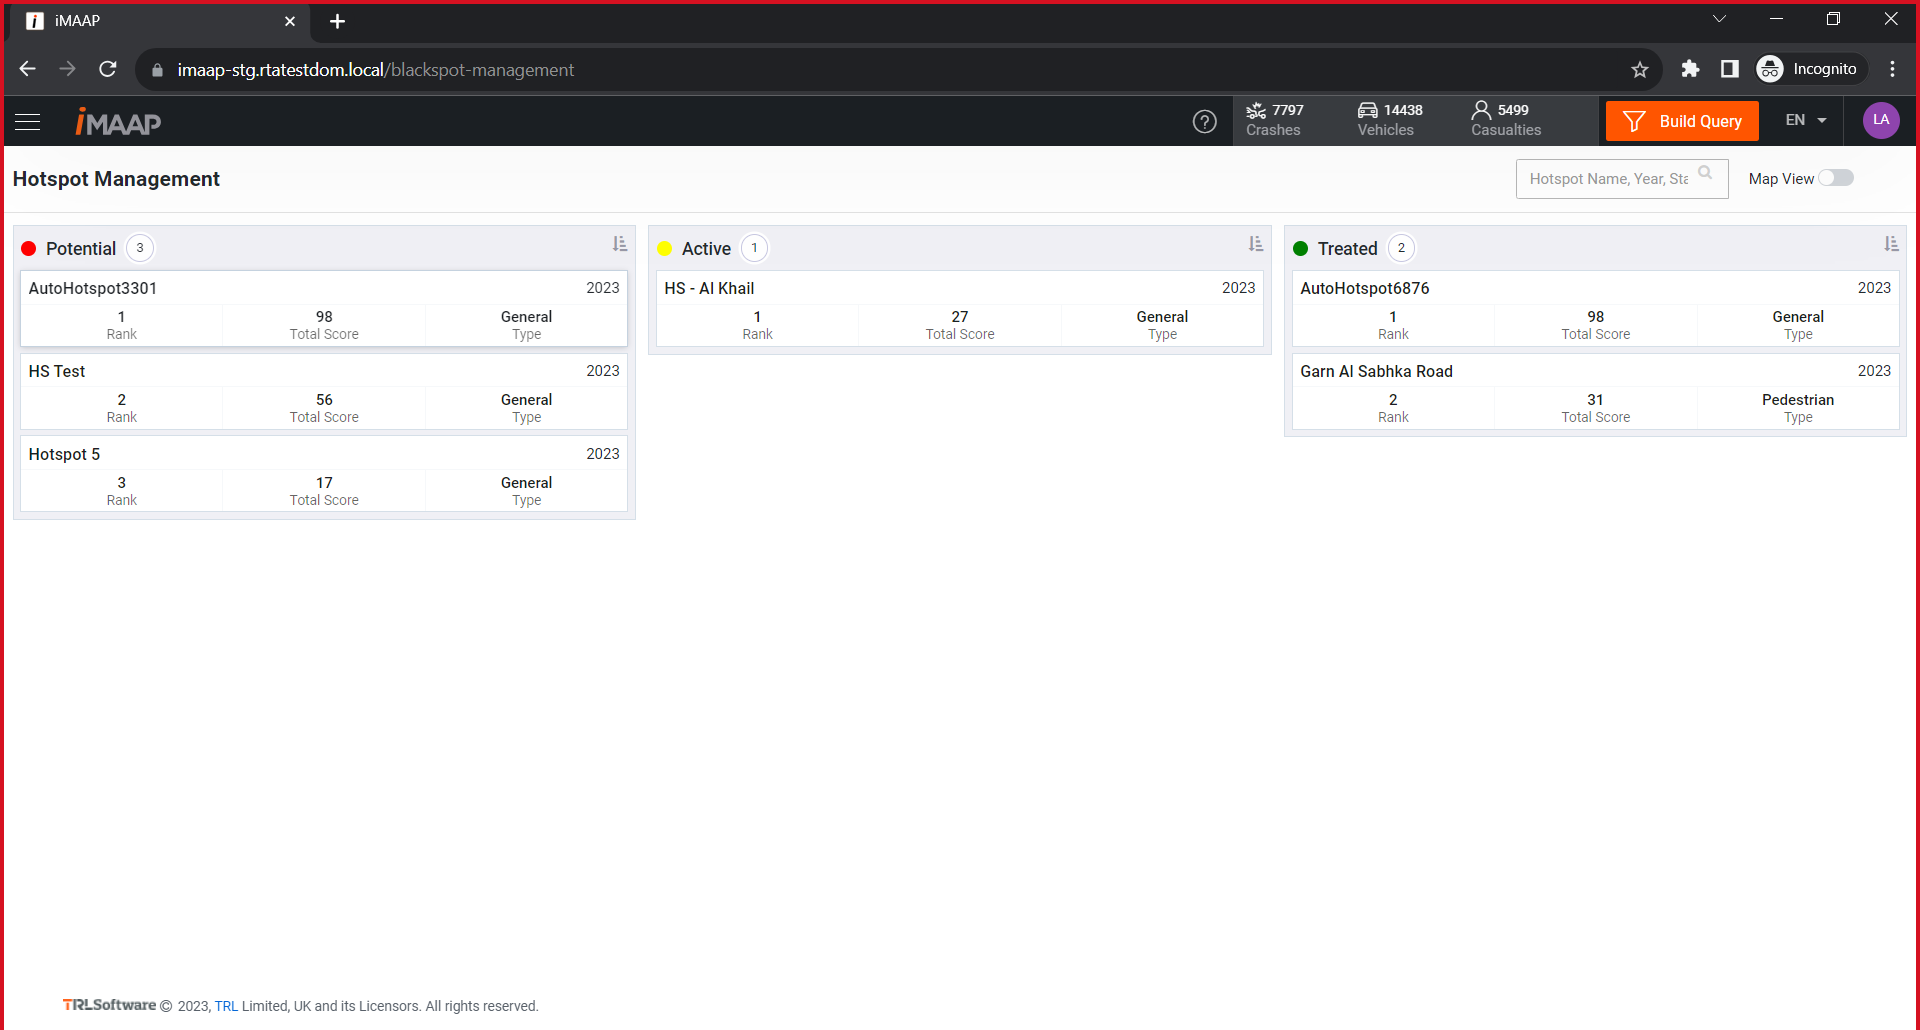 iMAAP
imaap-stg.rtatestdom.local/blackspot-management
Incognito
iMAAP
7797
Crashes
14438
Vehicles
5499
Casualties
Build Query
EN
LA
Hotspot Management
Hotspot Name, Year, Sta
Map View
Potential 3
AutoHotspot3301 2023
1 98 General
Rank Total Score Type
HS Test 2023
2 56 General
Rank Total Score Type
Hotspot 5 2023
3 17 General
Rank Total Score Type
Active 1
HS - Al Khail 2023
1 27 General
Rank Total Score Type
Treated 2
AutoHotspot6876 2023
1 98 General
Rank Total Score Type
Garn Al Sabhka Road 2023
2 31 Pedestrian
Rank Total Score Type
TRLSoftware © 2023, TRL Limited, UK and its Licensors. All rights reserved.